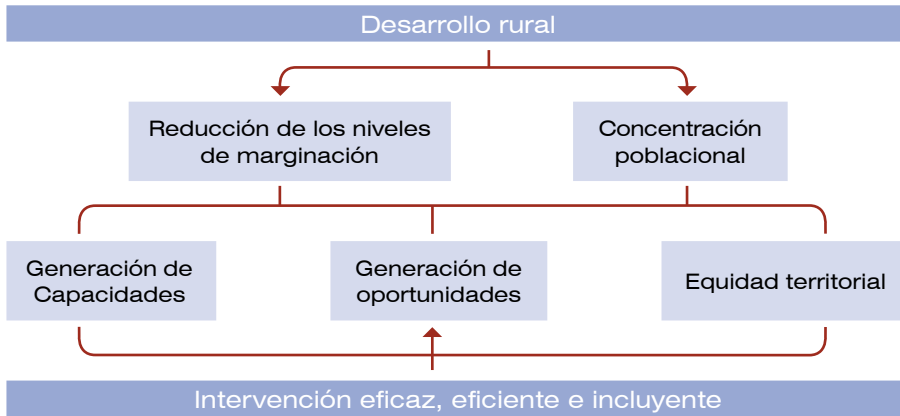 Desarrollo rural
Reducción de los niveles
de marginación
Concentración
poblacional
Generación de
Capacidades
Generación de
oportunidades
Equidad territorial
Intervención eficaz, eficiente e incluyente